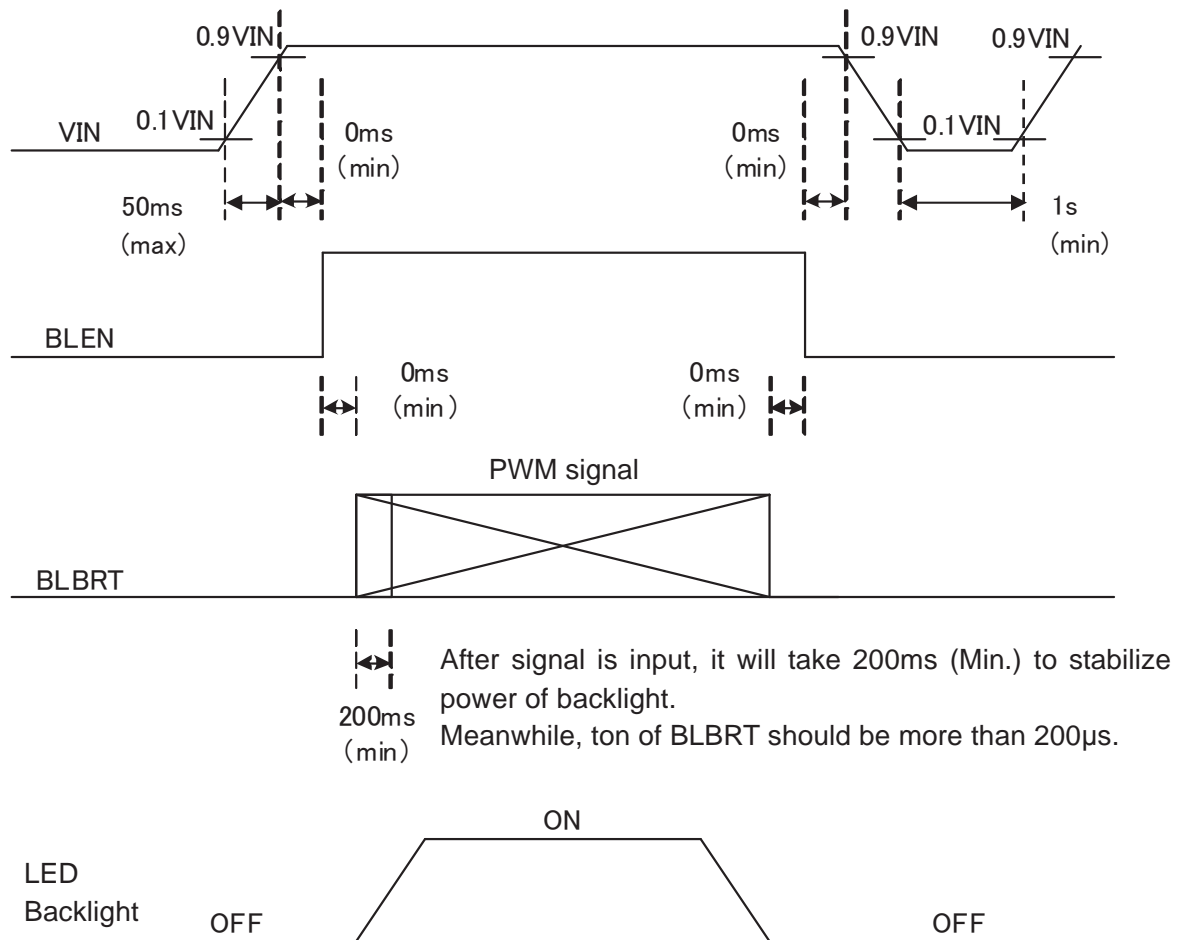 0.9VIN
0.9VIN
0.9VIN
VIN
0.1VIN
0ms
(min)
0ms
(min)
0.1VIN
50ms
(max)
1s
(min)
BLEN
0ms
(min)
0ms
(min)
PWM signal
BLBRT
200ms
(min)
After signal is input, it will take 200ms (Min.) to stabilize
power of backlight.
Meanwhile, ton of BLBRT should be more than 200µs.
ON
LED
Backlight
OFF
OFF